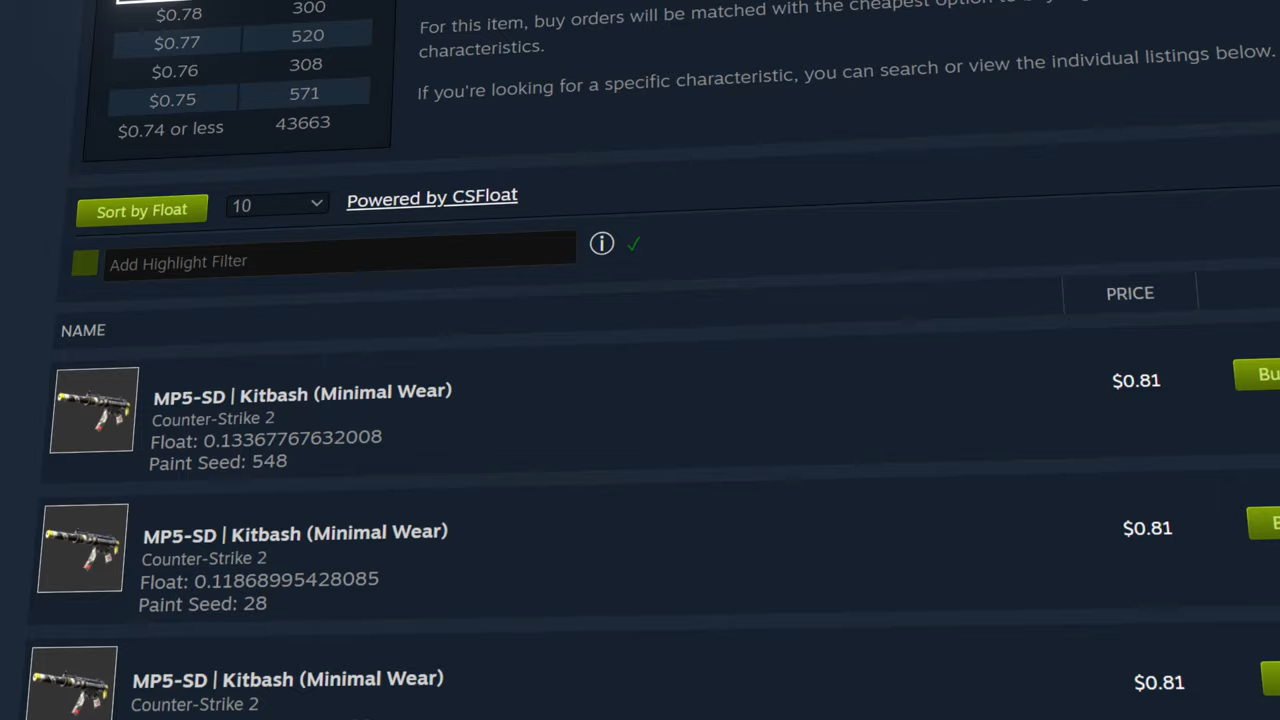 $0.78 300
$0.77 520
$0.76 308
$0.75 571
$0.74 or less 43663
For this item, buy orders will be matched with the cheapest option to
characteristics.
If you're looking for a specific characteristic, you can search or view the individual listings below.
Sort by Float 10 Powered by CSFloat
Add Highlight Filter
NAME PRICE
MP5-SD | Kitbash (Minimal Wear)
Counter-Strike 2
Float: 0.13367767632008
Paint Seed: 548
$0.81
Bu
MP5-SD | Kitbash (Minimal Wear)
Counter-Strike 2
Float: 0.11868995428085
Paint Seed: 28
$0.81
MP5-SD | Kitbash (Minimal Wear)
Counter-Strike 2
$0.81